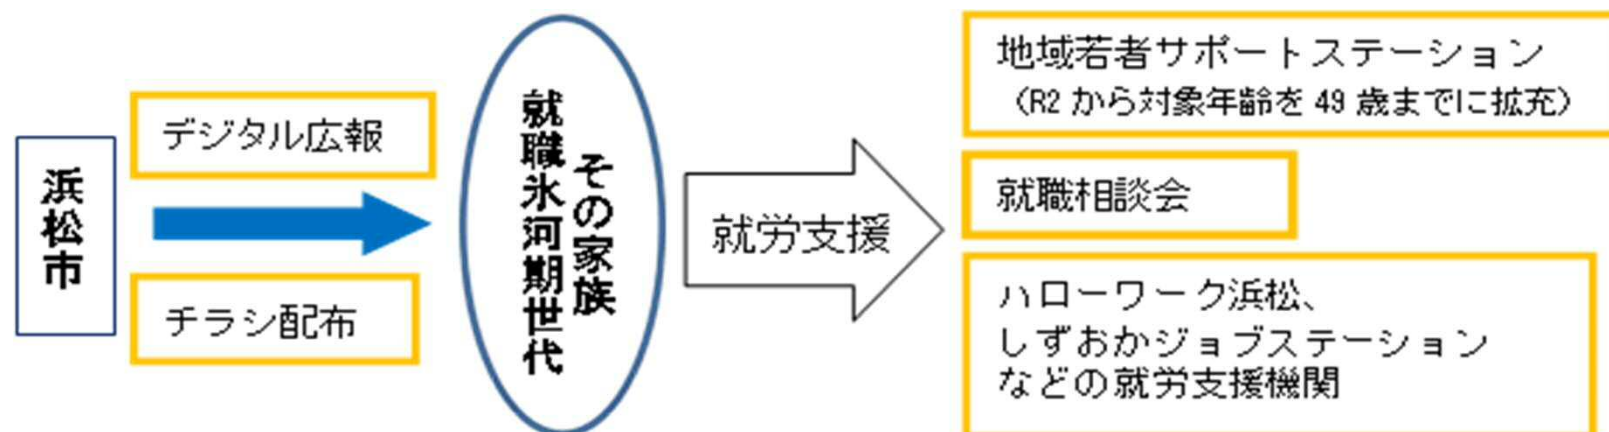 浜松市
デジタル広報
チラシ配布
就職氷河期世代
その家族
就労支援
地域若者サポートステーション
（R2 から対象年齢を 49 歳までに拡充）
就職相談会
ハローワーク浜松、
しずおかジョブステーション
などの就労支援機関